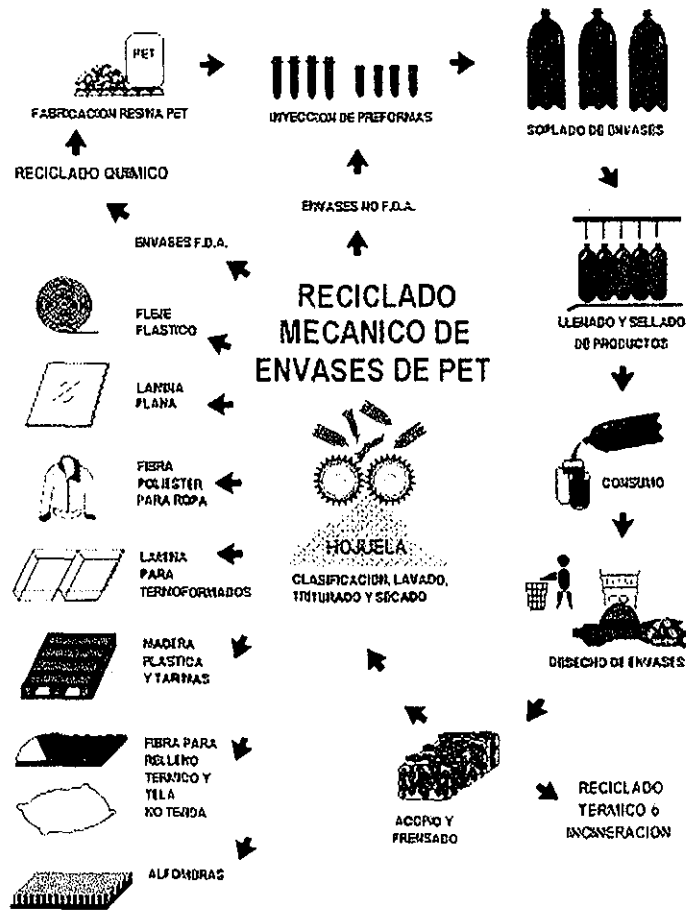 PET
FABRICACION RESINA PET
INYECCION DE PREFORMAS
SOPLADO DE ENVASES
RECICLADO QUIMICO
ENVASES NO F.D.A.
ENVASES F.D.A.
RECICLADO
MECANICO DE
ENVASES DE PET
LLENADO Y SELLADO
DE PRODUCTOS
FLEJE
PLASTICO
LAMINA
PLANA
CONSUMO
FIBRA
POLIESTER
PARA ROPA
HOJUELA
CLASIFICACION, LAVADO,
TRITURADO Y SECADO
LAMINA
PARA
TERMOFORMADOS
DESECHO DE ENVASES
MADERA
PLASTICA
Y TARIMAS
FIBRA PARA
RELLENO
TERMICO Y
TELA
NO TEJIDA
ACOPIO Y
PRENSADO
RECICLADO
TERMICO ó
INCINERACION
ALFOMBRAS